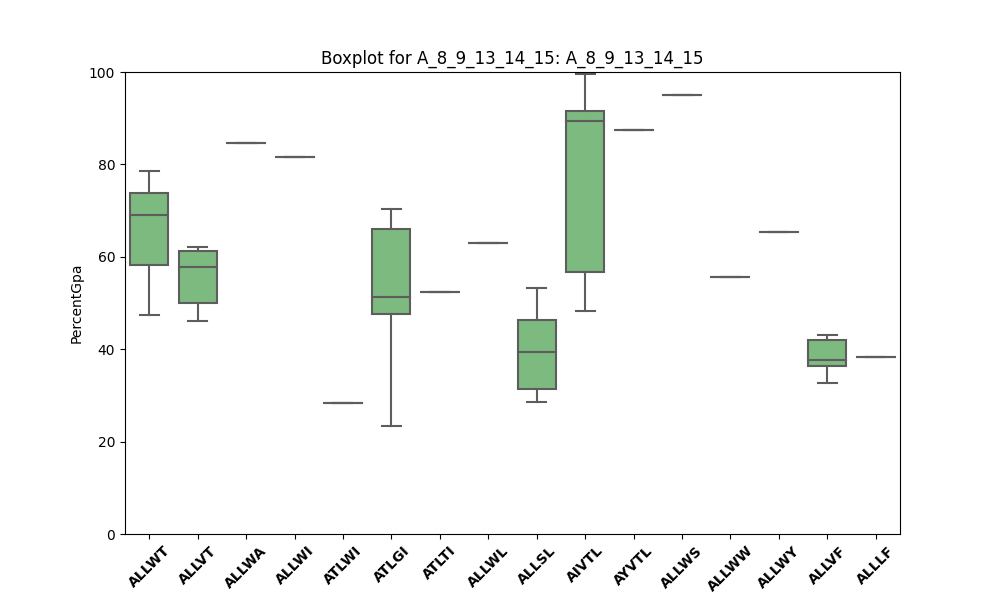 Boxplot for A_8_9_13_14_15: A_8_9_13_14_15
100
80
60
40
20
0
PercentGpa
ALLWT
ALLVT
ALLWA
ALLWI
ATLWI
ATLGI
ATLTI
ALLWL
ALLSL
AIVTL
AYVTL
ALLWS
ALLWW
ALLWY
ALLVF
ALLLF